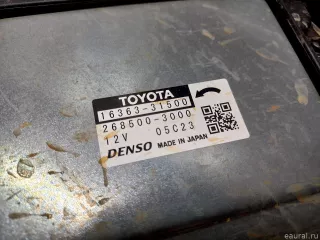 TOYOTA
16363-31500
268500-3000
12V 05C23
DENSO MADE IN JAPAN
© eaural.ru